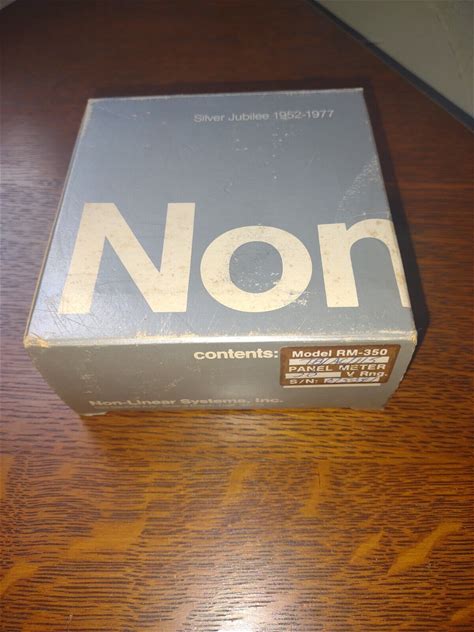 Silver Jubilee 1952-1977
Non
contents:
Model RM-350
PANEL METER
V Rng.
S/N:
Non-Linear Systems, Inc.